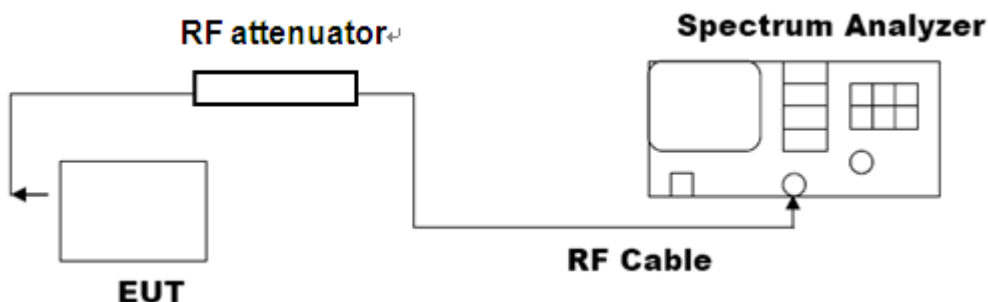 RF attenuator↵
Spectrum Analyzer
RF Cable
EUT